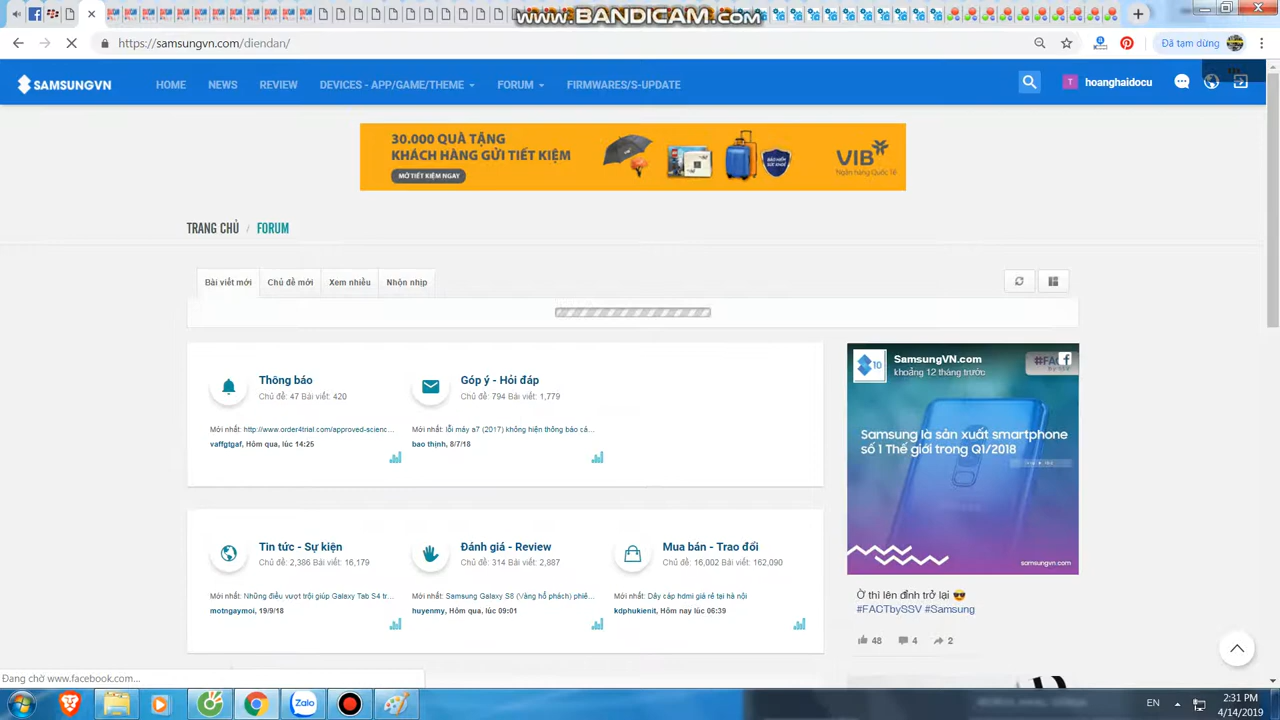 www.BANDICAM.com
https://samsungvn.com/diendan/
Đã tạm dừng
SAMSUNGVN
HOME
NEWS
REVIEW
DEVICES - APP/GAME/THEME
FORUM
FIRMWARES/S-UPDATE
T
hoanghaidocu
30.000 QUÀ TẶNG
KHÁCH HÀNG GỬI TIẾT KIỆM
MỞ TIẾT KIỆM NGAY
VIB
Ngân hàng Quốc tế
TRANG CHỦ / FORUM
Bài viết mới
Chủ đề mới
Xem nhiều
Nhộn nhịp
Thông báo
Chủ đề: 47 Bài viết: 420
Mới nhất: http://www.order4trial.com/approved-scienc...
vaffgtgaf, Hôm qua, lúc 14:25
Góp ý - Hỏi đáp
Chủ đề: 794 Bài viết: 1,779
Mới nhất: lỗi máy a7 (2017) không hiện thông báo cá...
bao thịnh, 8/7/18
Tin tức - Sự kiện
Chủ đề: 2,386 Bài viết: 16,179
Mới nhất: Những điều vượt trội giúp Galaxy Tab S4 tr...
motngaymoi, 19/9/18
Đánh giá - Review
Chủ đề: 314 Bài viết: 2,887
Mới nhất: Samsung Galaxy S8 (Vàng hổ phách) phiê...
huyenmy, Hôm qua, lúc 09:01
Mua bán - Trao đổi
Chủ đề: 16,002 Bài viết: 162,090
Mới nhất: Dây cáp hdmi giá rẻ tại hà nội
kdphukienit, Hôm nay lúc 06:39
10
SamsungVN.com
khoảng 12 tháng trước
Samsung là sản xuất smartphone
số 1 Thế giới trong Q1/2018
samsungvn.com
Ờ thì lên đỉnh trở lại
#FACTbySSV #Samsung
48
4
2
Đang chờ www.facebook.com...
Zalo
EN
2:31 PM
4/14/2019